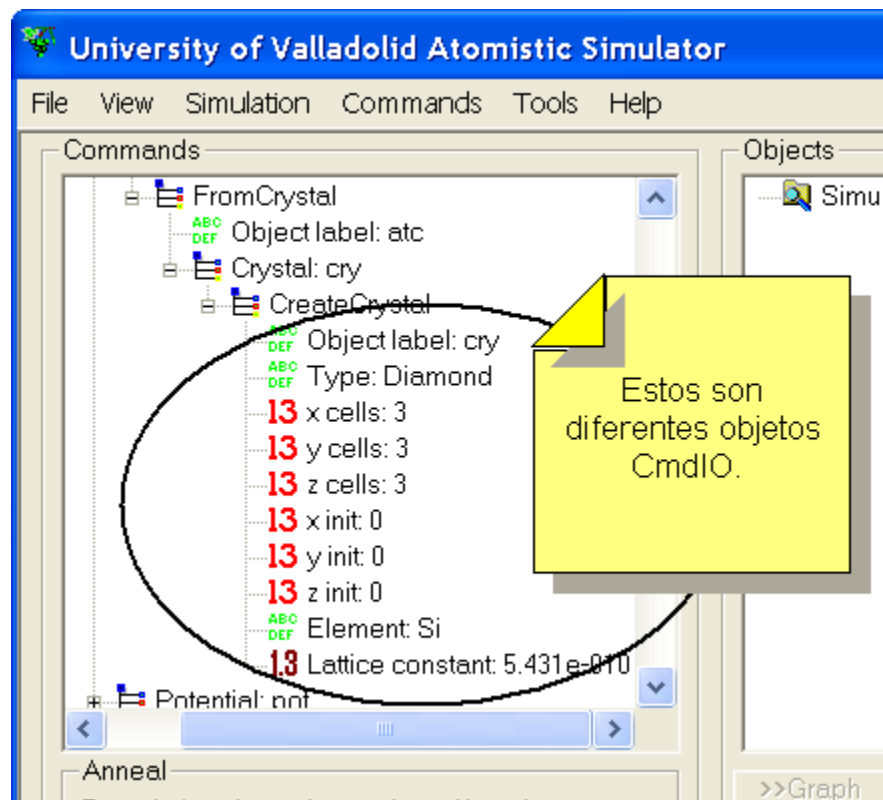 University of Valladolid Atomistic Simulator
File View Simulation Commands Tools Help
Commands
FromCrystal
ABC DEF Object label: atc
Crystal: cry
CreateCrystal
ABC DEF Object label: cry
ABC DEF Type: Diamond
13 x cells: 3
13 y cells: 3
13 z cells: 3
13 x init: 0
13 y init: 0
13 z init: 0
ABC DEF Element: Si
1.3 Lattice constant: 5.431e-010
Potential: pot
Anneal
Objects
Simu
Estos son
diferentes objetos
CmdIO.
>>Graph